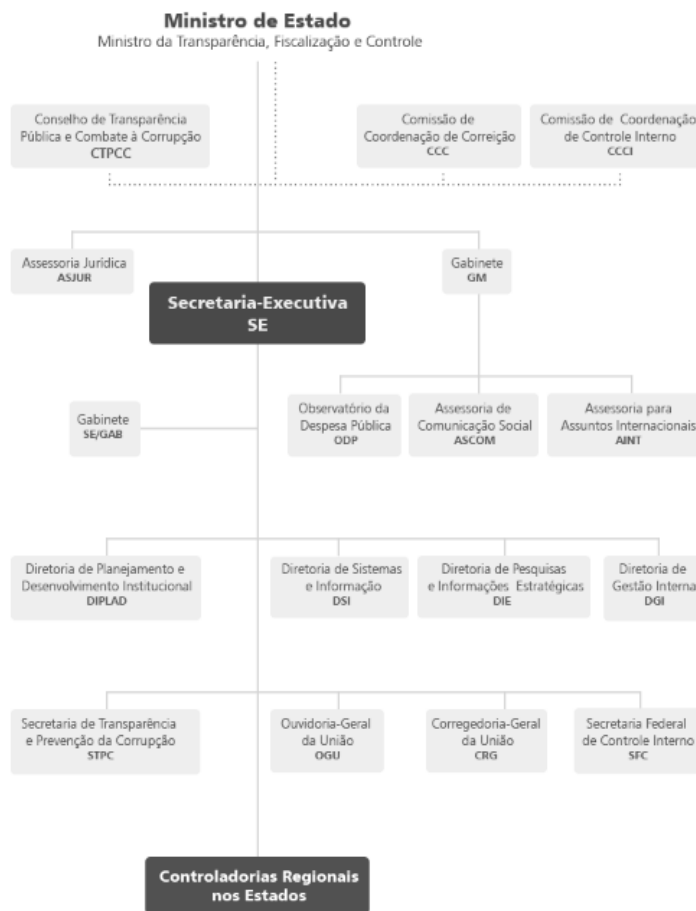 Ministro de Estado
Ministro da Transparência, Fiscalização e Controle
Conselho de Transparência
Pública e Combate à Corrupção
CTPCC
Comissão de
Coordenação de Correição
CCC
Comissão de Coordenação
de Controle Interno
CCCI
Assessoria Jurídica
ASJUR
Gabinete
GM
Secretaria-Executiva
SE
Gabinete
SE/GAB
Observatório da
Despesa Pública
ODP
Assessoria de
Comunicação Social
ASCOM
Assessoria para
Assuntos Internacionais
AINT
Diretoria de Planejamento e
Desenvolvimento Institucional
DIPLAD
Diretoria de Sistemas
e Informação
DSI
Diretoria de Pesquisas
e Informações Estratégicas
DIE
Diretoria de
Gestão Interna
DGI
Secretaria de Transparência
e Prevenção da Corrupção
STPC
Ouvidoria-Geral
da União
OGU
Corregedoria-Geral
da União
CRG
Secretaria Federal
de Controle Interno
SFC
Controladorias Regionais
nos Estados